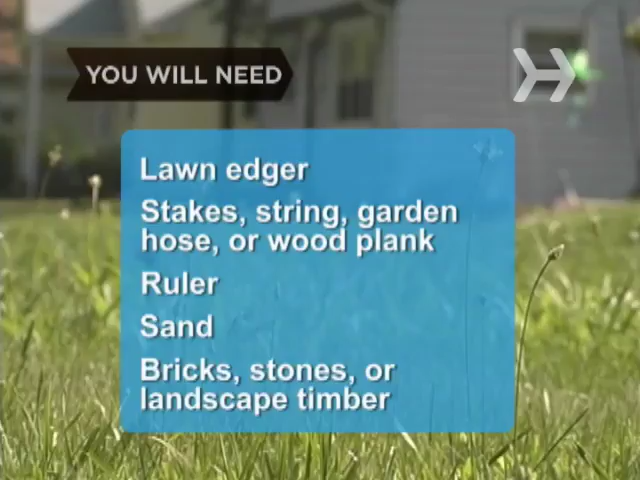 YOU WILL NEED
Lawn edger
Stakes, string, garden
hose, or wood plank
Ruler
Sand
Bricks, stones, or
landscape timber